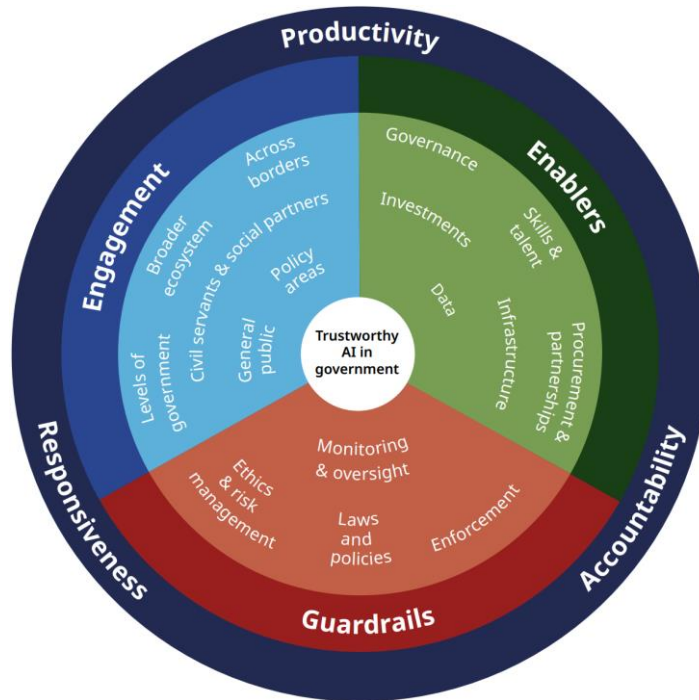 Productivity
Engagement
Across
borders
Broader
ecosystem
Civil servants & social partners
Policy
areas
Levels of
government
General
public
Enablers
Governance
Skills &
talent
Investments
Data
Infrastructure
Procurement &
partnerships
Trustworthy
AI in
government
Monitoring
& oversight
Ethics
& risk
management
Laws
and
policies
Enforcement
Guardrails
Responsiveness
Accountability